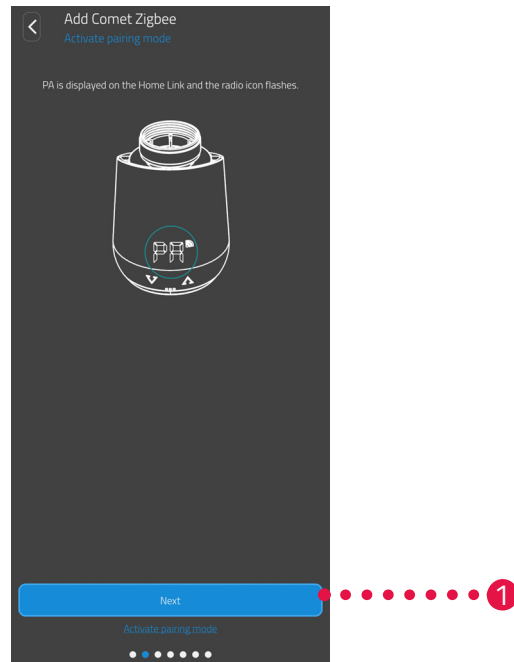 Add Comet Zigbee
Activate pairing mode
PA is displayed on the Home Link and the radio icon flashes.
PA
Next
1
Activate pairing mode